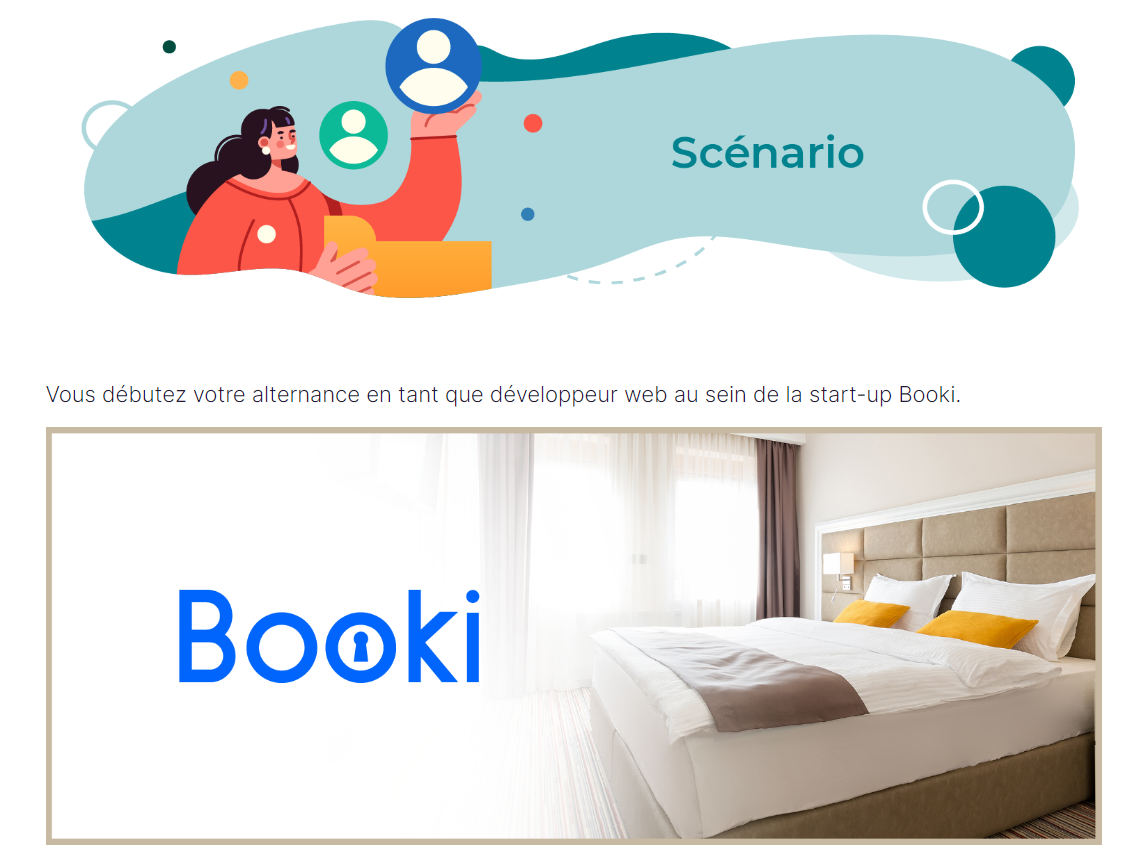 Scénario
Vous débutez votre alternance en tant que développeur web au sein de la start-up Booki.
Booki